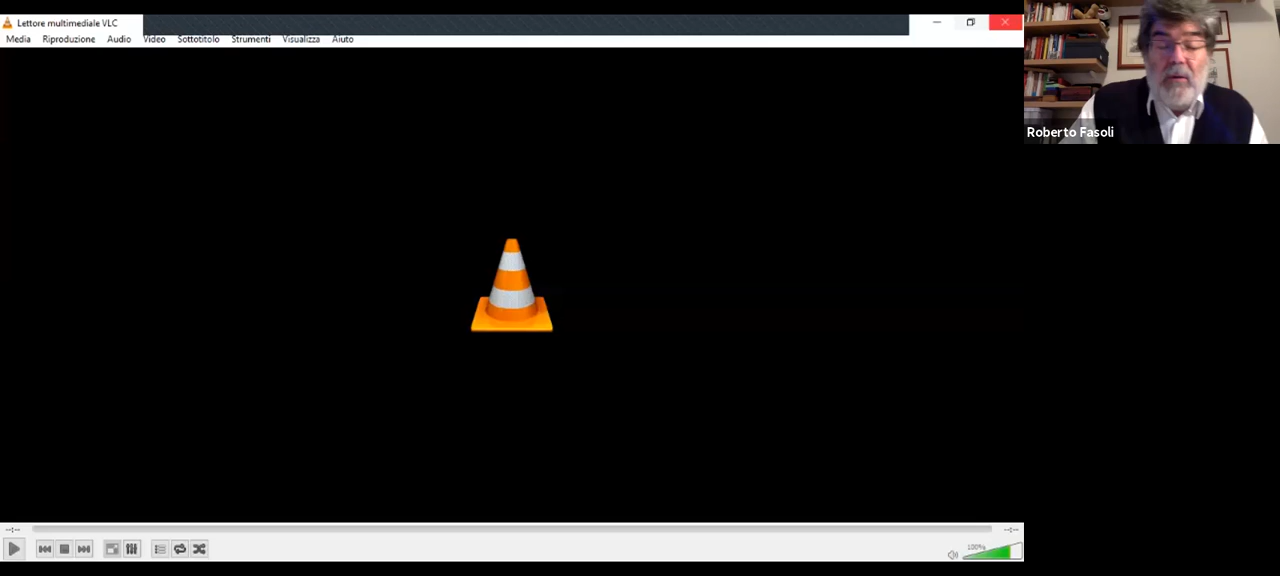 Lettore multimediale VLC
Media Riproduzione Audio Video Sottotitolo Strumenti Visualizza Aiuto
Roberto Fasoli
--:-- --:--
100%